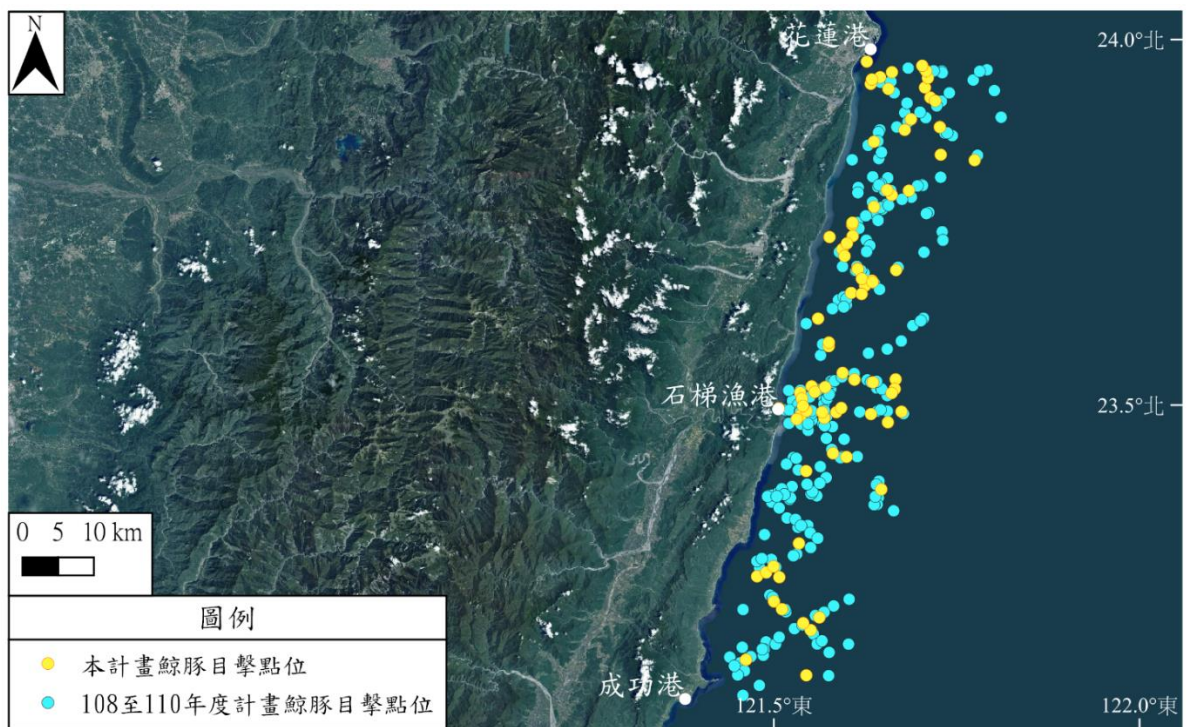 N
花蓮港
24.0°北
石梯漁港
23.5°北
0 5 10 km
圖例
本計畫鯨豚目擊點位
108至110年度計畫鯨豚目擊點位
成功港
121.5°東
122.0°東